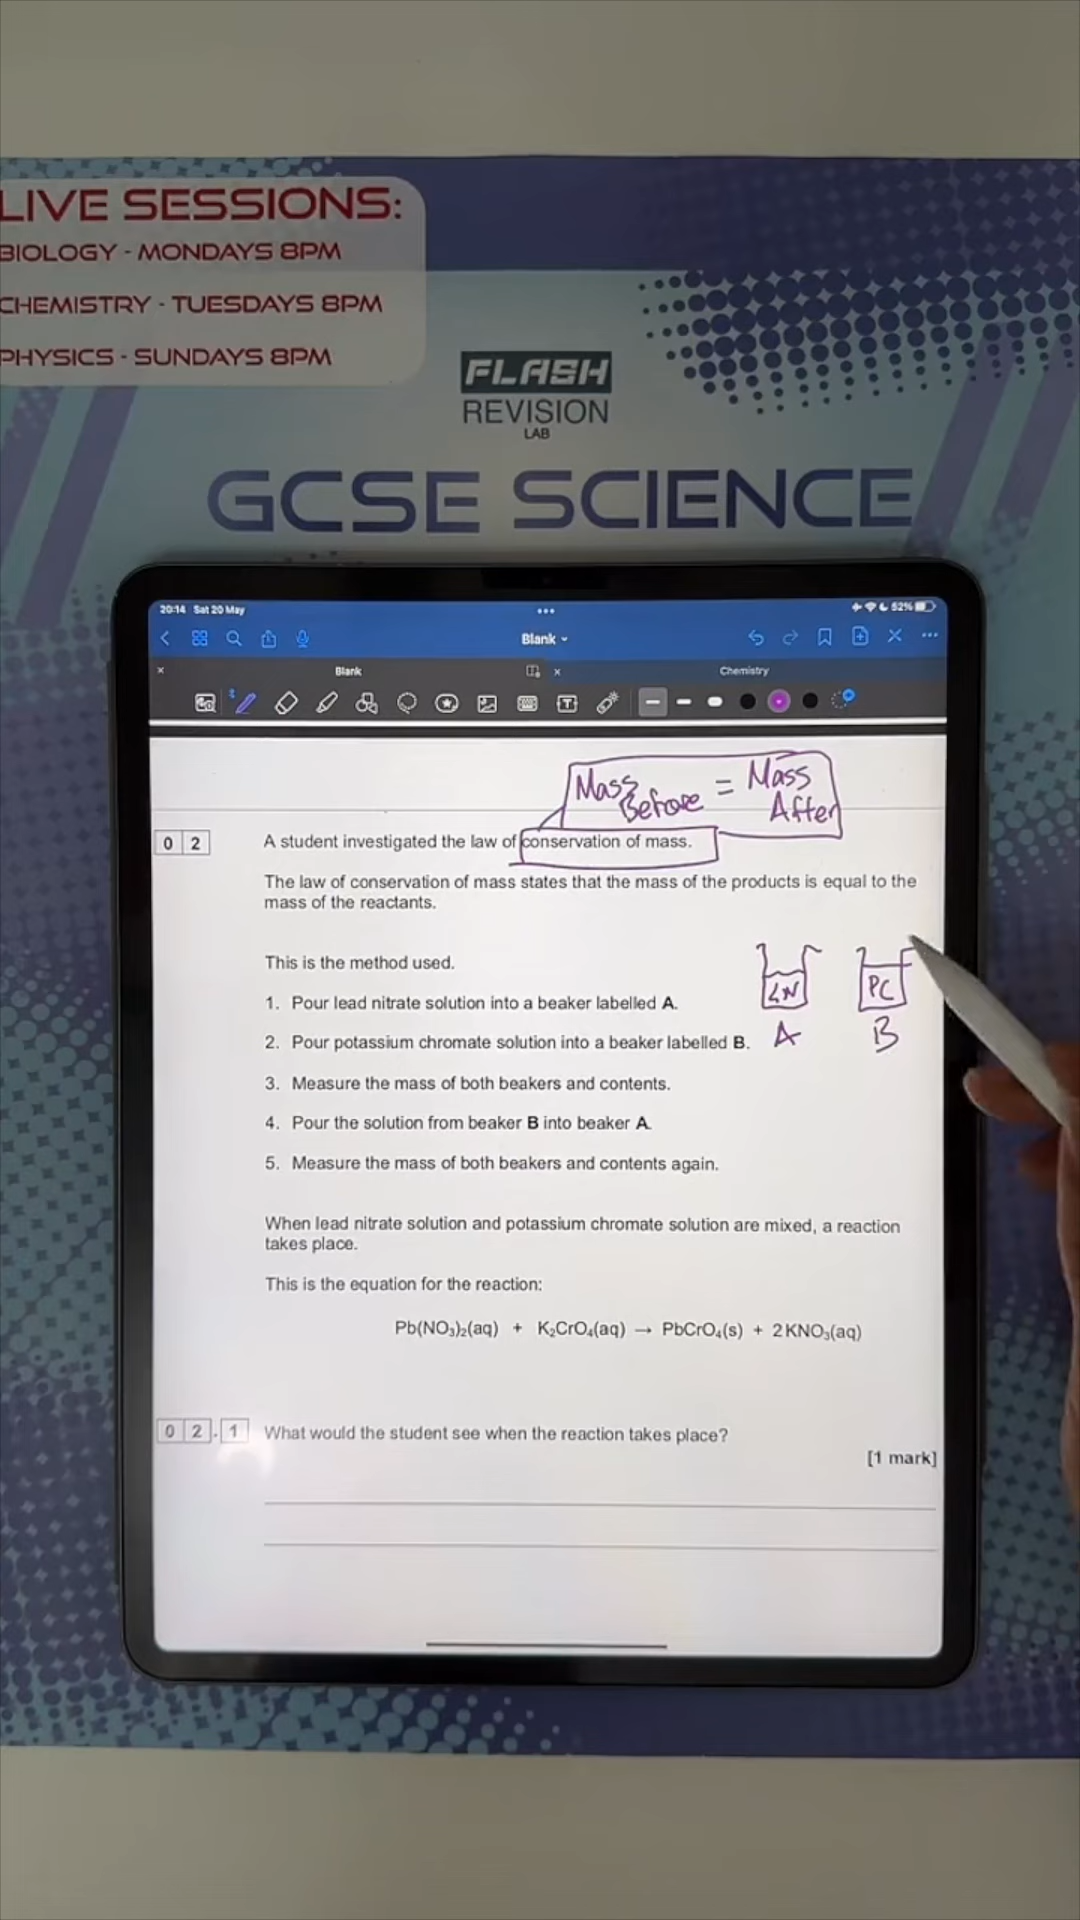 LIVE SESSIONS:
BIOLOGY - MONDAYS 8PM
CHEMISTRY - TUESDAYS 8PM
PHYSICS - SUNDAYS 8PM
FLASH
REVISION
LAB
GCSE SCIENCE
20:14 Sat 20 May
52%
Blank
Blank
Chemistry
Mass Before = Mass After
0 2 A student investigated the law of conservation of mass.
The law of conservation of mass states that the mass of the products is equal to the
mass of the reactants.
This is the method used.
1. Pour lead nitrate solution into a beaker labelled A.
2. Pour potassium chromate solution into a beaker labelled B.
LN
PC
A
B
3. Measure the mass of both beakers and contents.
4. Pour the solution from beaker B into beaker A.
5. Measure the mass of both beakers and contents again.
When lead nitrate solution and potassium chromate solution are mixed, a reaction
takes place.
This is the equation for the reaction:
Pb(NO₃)₂(aq) + K₂CrO₄(aq) → PbCrO₄(s) + 2KNO₃(aq)
0 2 . 1 What would the student see when the reaction takes place?
[1 mark]